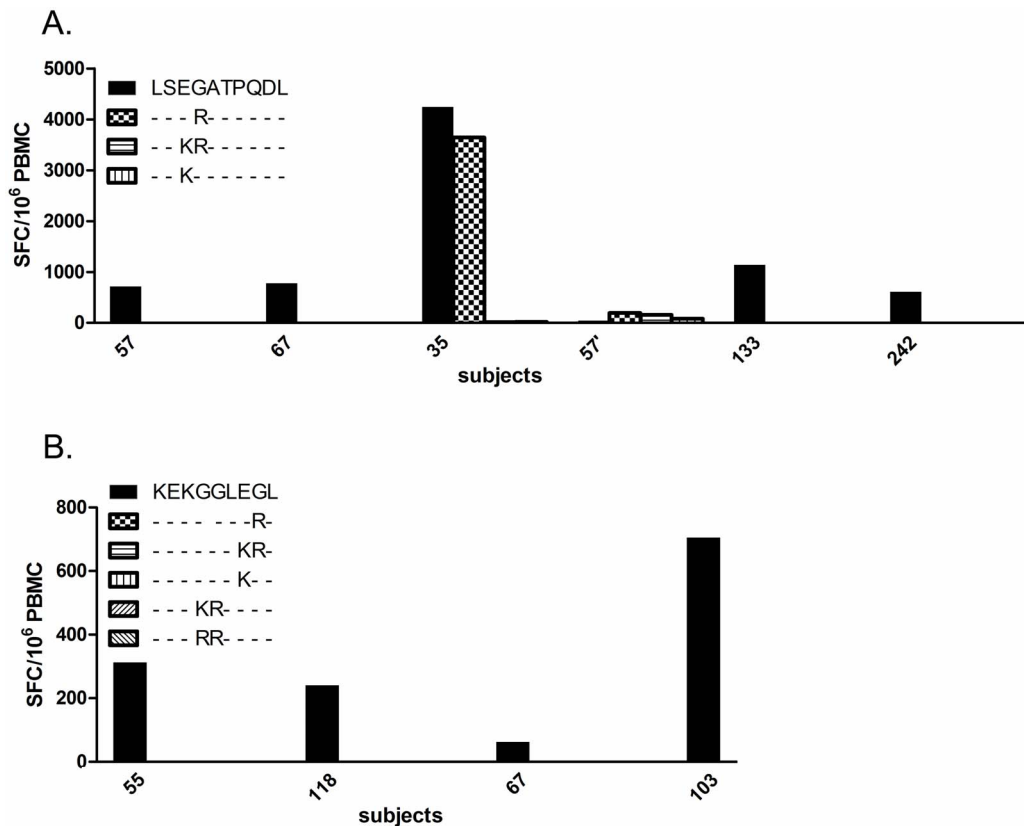 A.
5000
4000
3000
2000
1000
0
SFC/10⁶ PBMC
LSEGATPQDL
- - - R- - - - - -
- - KR- - - - - -
- - K- - - - - - -
57
67
35
57'
133
242
subjects
B.
800
600
400
200
0
SFC/10⁶ PBMC
KEKGGLEGL
- - - - - - -R-
- - - - - - KR-
- - - - - - K- -
- - - KR- - - -
- - - RR- - - -
55
118
67
103
subjects